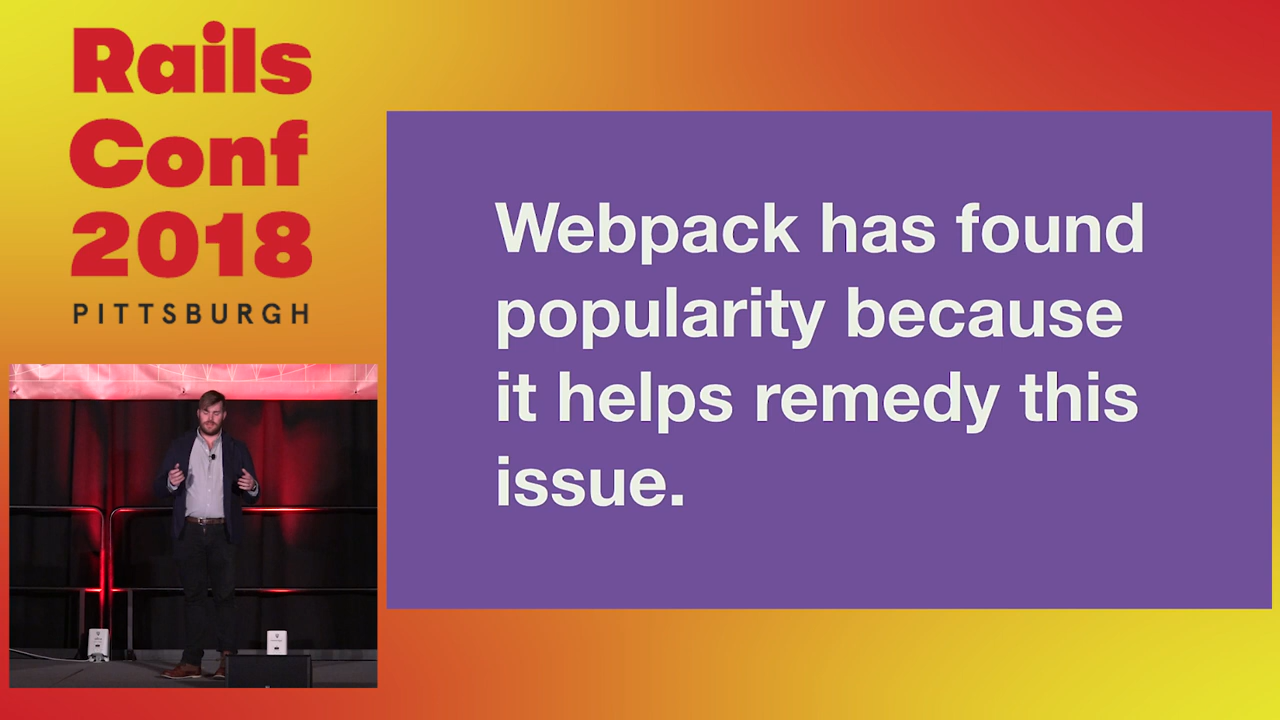 Rails
Conf
2018
PITTSBURGH
Webpack has found
popularity because
it helps remedy this
issue.